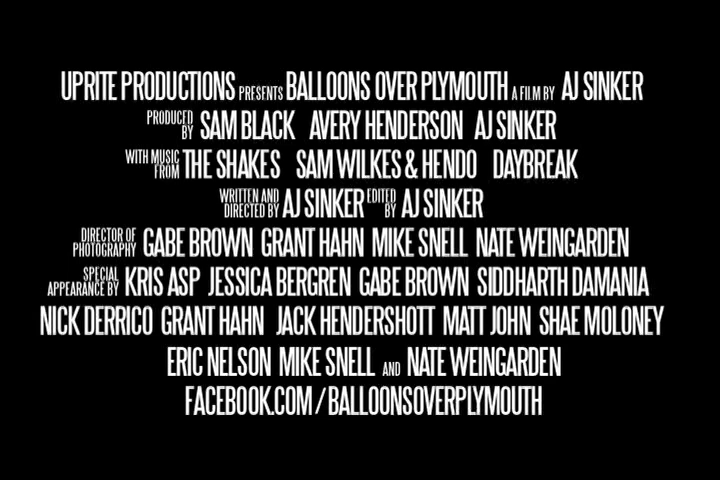 UPRITE PRODUCTIONS PRESENTS BALLOONS OVER PLYMOUTH A FILM BY AJ SINKER
PRODUCED BY SAM BLACK AVERY HENDERSON AJ SINKER
WITH MUSIC FROM THE SHAKES SAM WILKES & HENDO DAYBREAK
WRITTEN AND DIRECTED BY AJ SINKER EDITED BY AJ SINKER
DIRECTOR OF PHOTOGRAPHY GABE BROWN GRANT HAHN MIKE SNELL NATE WEINGARDEN
SPECIAL APPEARANCE BY KRIS ASP JESSICA BERGREN GABE BROWN SIDDHARTH DAMANIA
NICK DERRICO GRANT HAHN JACK HENDERSHOTT MATT JOHN SHAE MOLONEY
ERIC NELSON MIKE SNELL AND NATE WEINGARDEN
FACEBOOK.COM/BALLOONSOVERPLYMOUTH